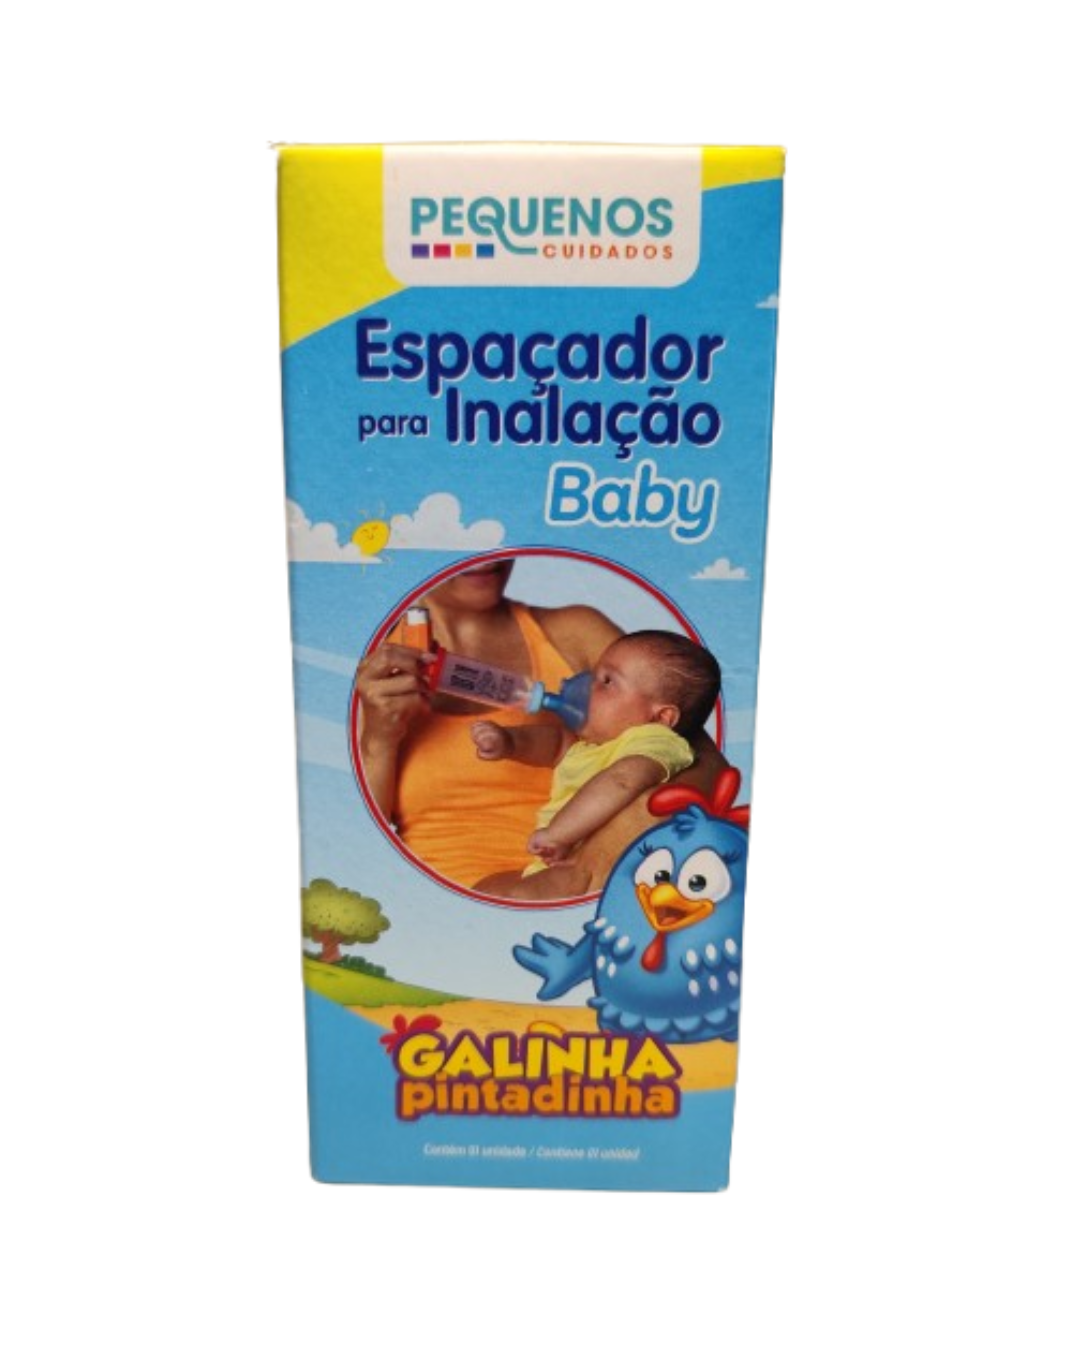 PEQUENOS
CUIDADOS
Espaçador
para Inalação
Baby
GALINHA
pintadinha
Contém 01 unidade / Contiene 01 unidad